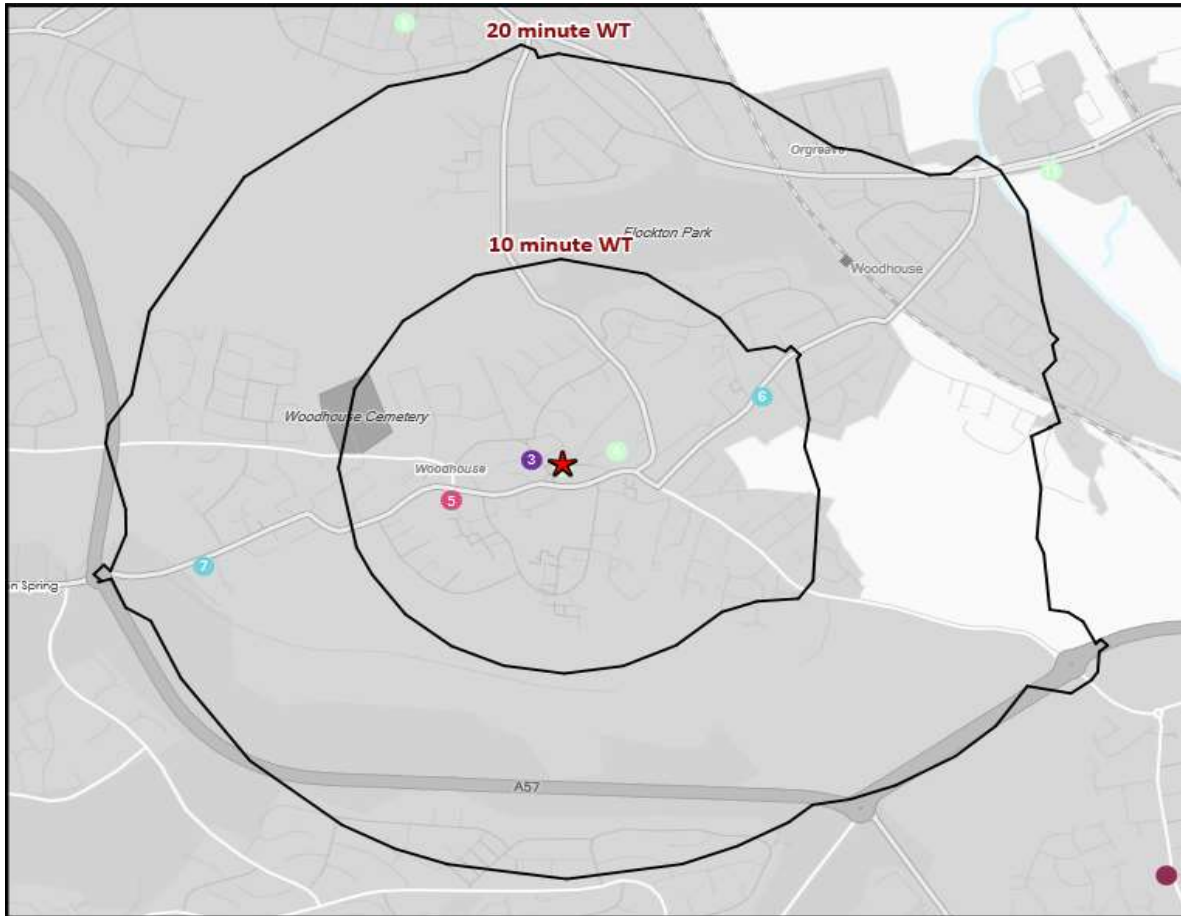 20 minute WT
Orgreave
Flockton Park
10 minute WT
Woodhouse
6
Woodhouse Cemetery
3
Woodhouse
5
7
n Spring
A57